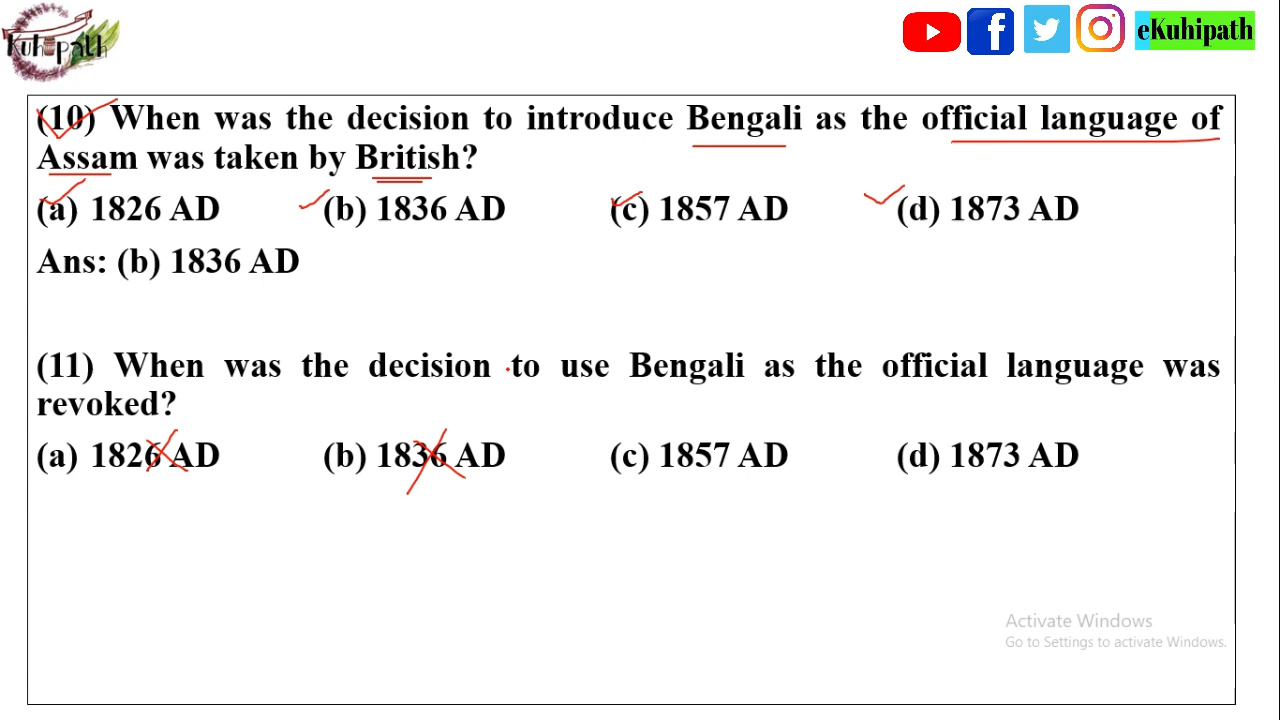 Kuhipath
eKuhipath
(10) When was the decision to introduce Bengali as the official language of
Assam was taken by British?
(a) 1826 AD (b) 1836 AD (c) 1857 AD (d) 1873 AD
Ans: (b) 1836 AD
(11) When was the decision to use Bengali as the official language was
revoked?
(a) 1826 AD (b) 1836 AD (c) 1857 AD (d) 1873 AD
Activate Windows
Go to Settings to activate Windows.